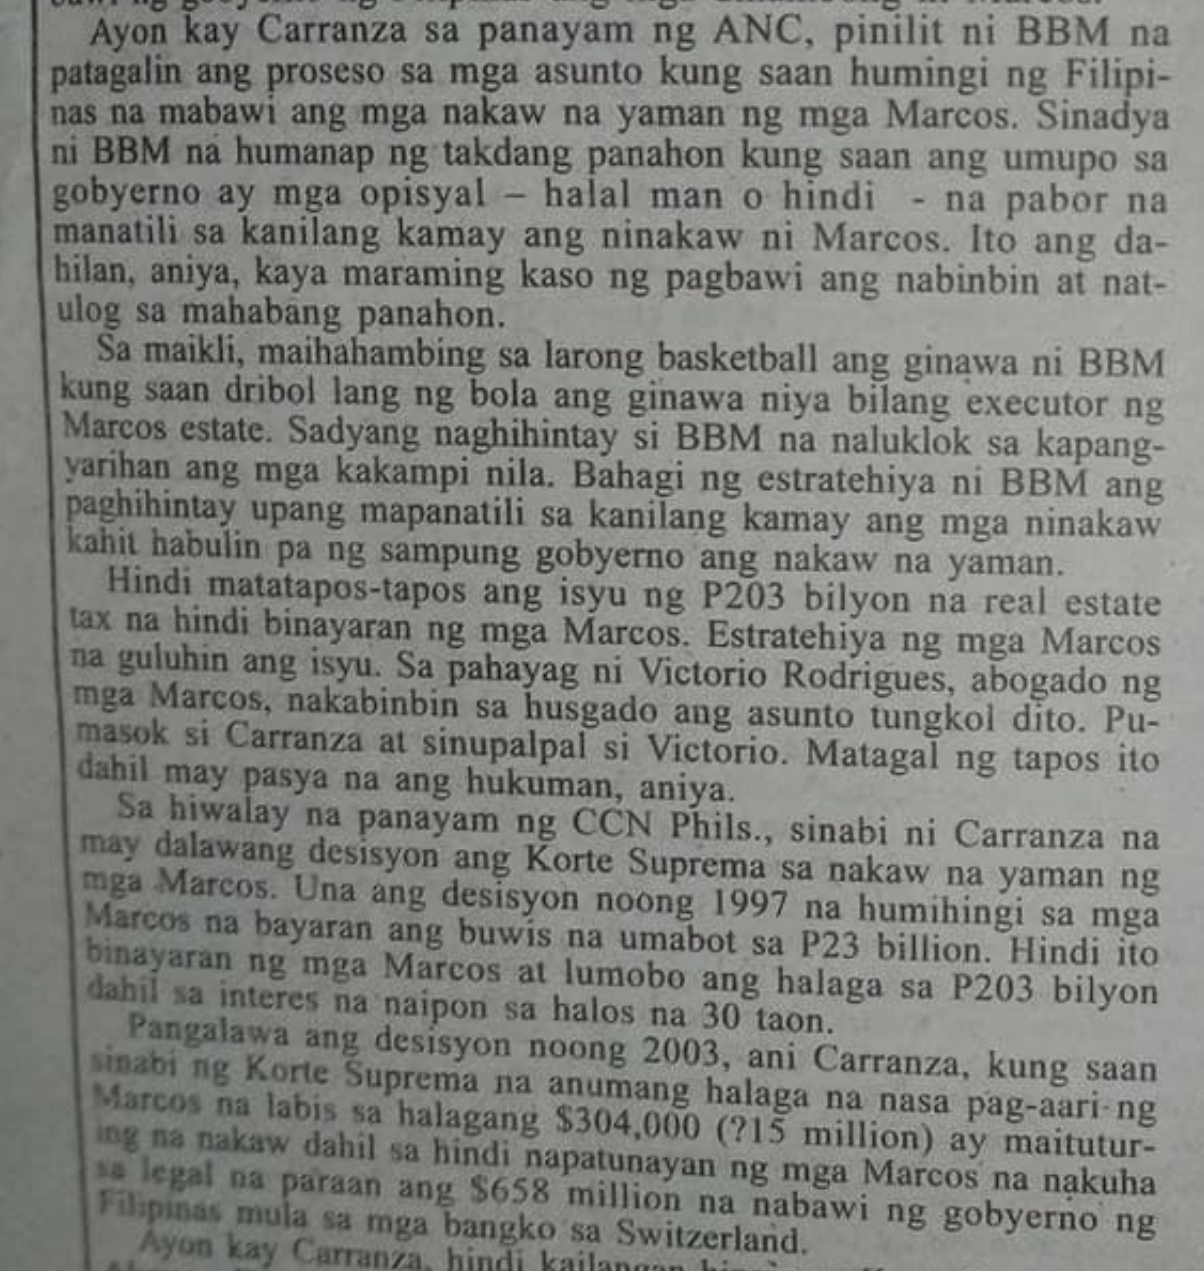 Ayon kay Carranza sa panayam ng ANC, pinilit ni BBM na
patagalin ang proseso sa mga asunto kung saan humingi ng Filipi-
nas na mabawi ang mga nakaw na yaman ng mga Marcos. Sinadya
ni BBM na humanap ng takdang panahon kung saan ang umupo sa
gobyerno ay mga opisyal – halal man o hindi - na pabor na
manatili sa kanilang kamay ang ninakaw ni Marcos. Ito ang da-
hilan, aniya, kaya maraming kaso ng pagbawi ang nabinbin at nat-
ulog sa mahabang panahon.
Sa maikli, maihahambing sa larong basketball ang ginawa ni BBM
kung saan dribol lang ng bola ang ginawa niya bilang executor ng
Marcos estate. Sadyang naghihintay si BBM na naluklok sa kapang-
yarihan ang mga kakampi nila. Bahagi ng estratehiya ni BBM ang
paghihintay upang mapanatili sa kanilang kamay ang mga ninakaw
kahit habulin pa ng sampung gobyerno ang nakaw na yaman.
Hindi matatapos-tapos ang isyu ng P203 bilyon na real estate
tax na hindi binayaran ng mga Marcos. Estratehiya ng mga Marcos
na guluhin ang isyu. Sa pahayag ni Victorio Rodrigues, abogado ng
mga Marcos, nakabinbin sa husgado ang asunto tungkol dito. Pu-
masok si Carranza at sinupalpal si Victorio. Matagal ng tapos ito
dahil may pasya na ang hukuman, aniya.
Sa hiwalay na panayam ng CCN Phils., sinabi ni Carranza na
may dalawang desisyon ang Korte Suprema sa nakaw na yaman ng
mga Marcos. Una ang desisyon noong 1997 na humihingi sa mga
Marcos na bayaran ang buwis na umabot sa P23 billion. Hindi ito
binayaran ng mga Marcos at lumobo ang halaga sa P203 bilyon
dahil sa interes na naipon sa halos na 30 taon.
Pangalawa ang desisyon noong 2003, ani Carranza, kung saan
sinabi ng Korte Suprema na anumang halaga na nasa pag-aari ng
Marcos na labis sa halagang $304,000 (?15 million) ay maitutur-
ing na nakaw dahil sa hindi napatunayan ng mga Marcos na nakuha
sa legal na paraan ang $658 million na nabawi ng gobyerno ng
Filipinas mula sa mga bangko sa Switzerland.
Ayon kay Carranza, hindi kailangan